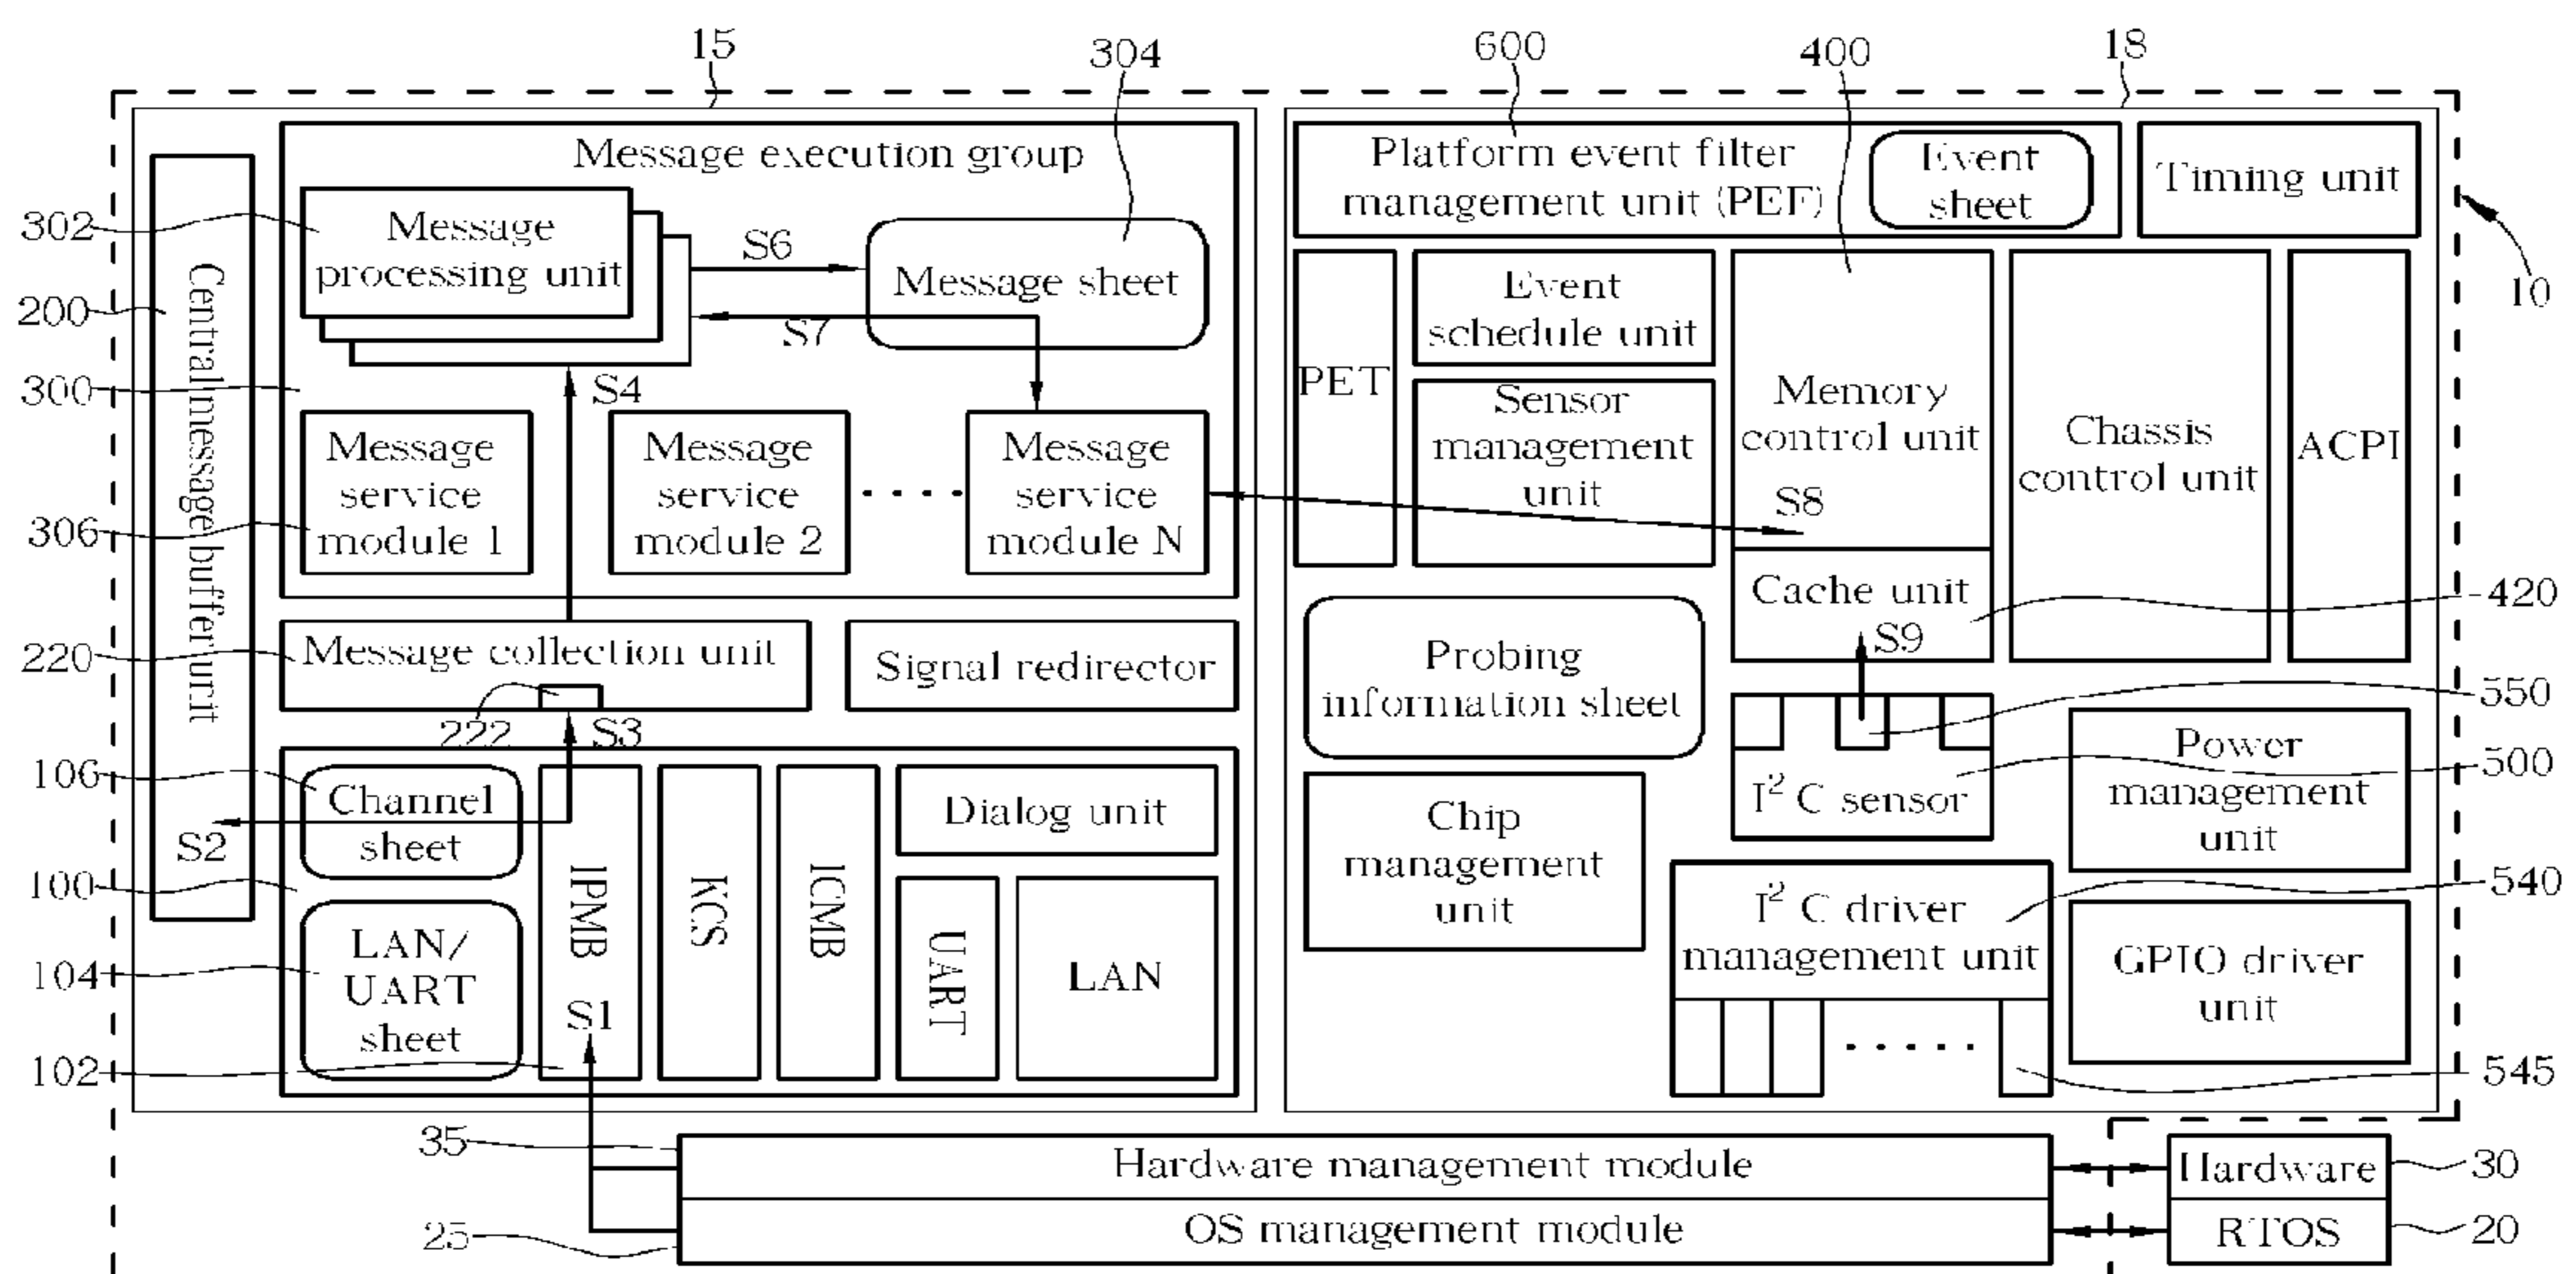 15
304
600
400
18
Message execution group
Platform event filter
management unit (PEF)
Event
sheet
Timing unit
302
Message
processing unit
S6
Message sheet
S7
10
200
Central message buffer unit
PET
Event
schedule unit
Sensor
management
unit
Memory
control unit
S8
Chassis
control unit
ACPI
300
S4
Message
service
module 1
Message
service
module 2
.....
Message
service
module N
306
Cache unit
S9
420
220
Message collection unit
222
S3
Signal redirector
Probing
information sheet
550
I² C sensor
500
Power
management
unit
106
Channel
sheet
S2
100
IPMB
S1
KCS
ICMB
Dialog unit
UART
LAN
104
LAN/
UART
sheet
102
Chip
management
unit
I² C driver
management unit
540
.....
545
GPIO driver
unit
35
Hardware management module
Hardware
30
25
OS management module
RTOS
20